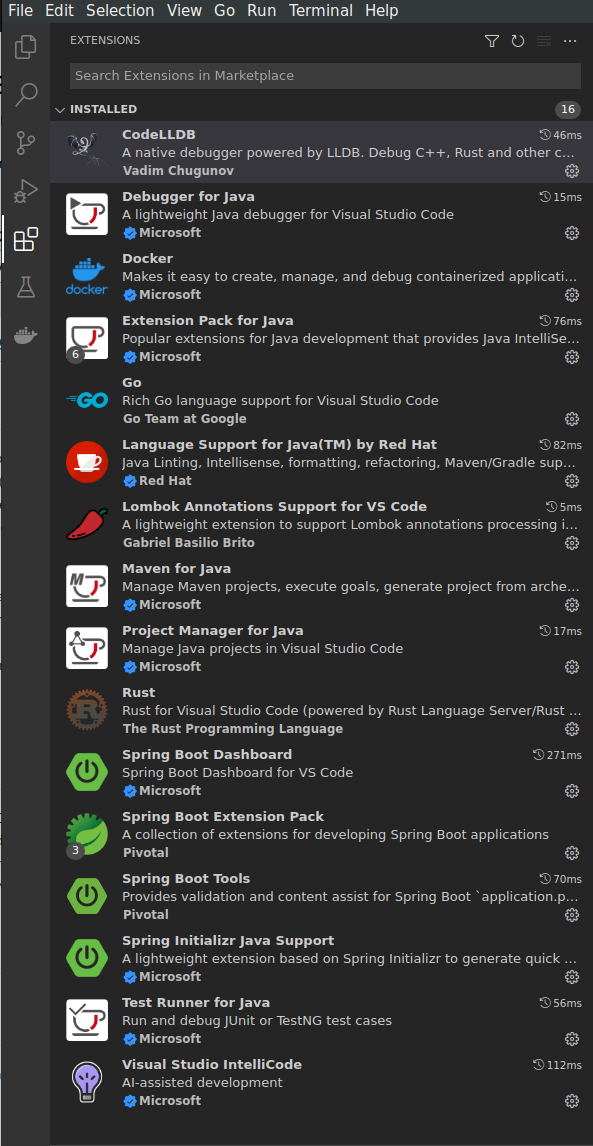 File Edit Selection View Go Run Terminal Help
EXTENSIONS
Search Extensions in Marketplace
INSTALLED 16
CodeLLDB 46ms
A native debugger powered by LLDB. Debug C++, Rust and other c...
Vadim Chugunov
Debugger for Java 15ms
A lightweight Java debugger for Visual Studio Code
Microsoft
Docker
Makes it easy to create, manage, and debug containerized applicati...
docker
Microsoft
Extension Pack for Java 76ms
Popular extensions for Java development that provides Java IntelliSe...
6
Microsoft
Go
GO
Rich Go language support for Visual Studio Code
Go Team at Google
Language Support for Java(TM) by Red Hat 82ms
Java Linting, Intellisense, formatting, refactoring, Maven/Gradle sup...
Red Hat
Lombok Annotations Support for VS Code 5ms
A lightweight extension to support Lombok annotations processing i...
Gabriel Basilio Brito
Maven for Java
M
Manage Maven projects, execute goals, generate project from arche...
Microsoft
Project Manager for Java 17ms
Manage Java projects in Visual Studio Code
Microsoft
Rust
R
Rust for Visual Studio Code (powered by Rust Language Server/Rust ...
The Rust Programming Language
Spring Boot Dashboard 271ms
Spring Boot Dashboard for VS Code
Microsoft
Spring Boot Extension Pack
A collection of extensions for developing Spring Boot applications
3
Pivotal
Spring Boot Tools 70ms
Provides validation and content assist for Spring Boot `application.p...
Pivotal
Spring Initializr Java Support
A lightweight extension based on Spring Initializr to generate quick ...
Microsoft
Test Runner for Java 56ms
Run and debug JUnit or TestNG test cases
Microsoft
Visual Studio IntelliCode 112ms
AI-assisted development
Microsoft